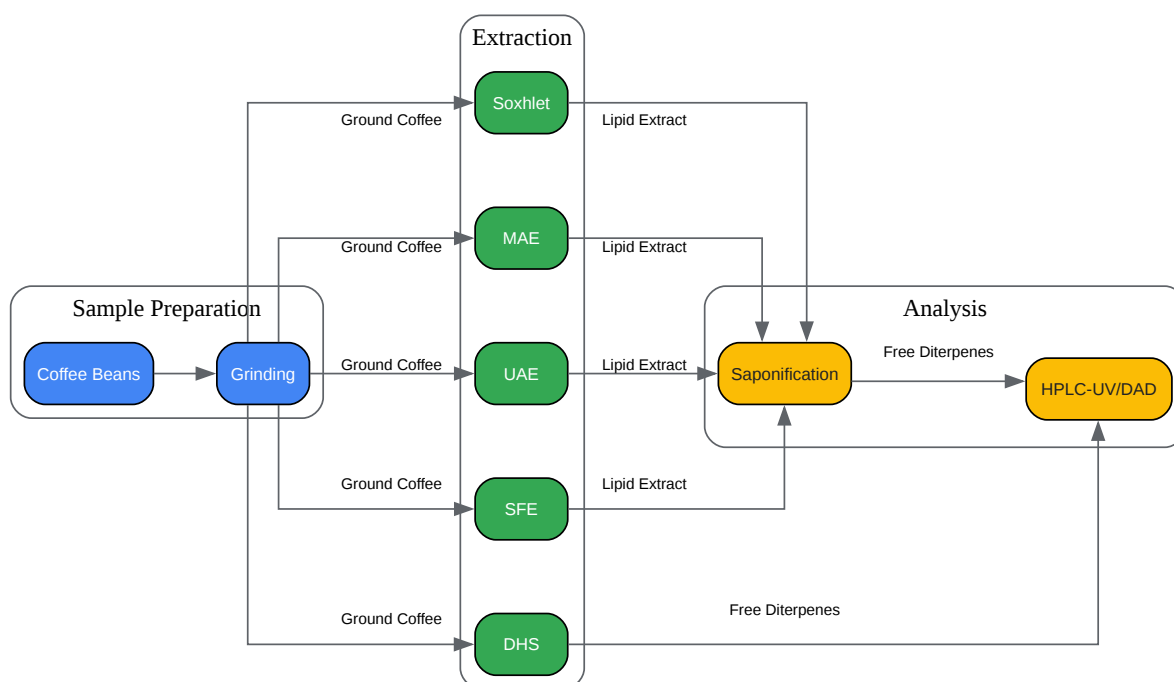 Extraction
Soxhlet
Ground Coffee
Lipid Extract
MAE
Ground Coffee
Lipid Extract
Sample Preparation
Analysis
Coffee Beans
Grinding
Ground Coffee
UAE
Lipid Extract
Saponification
Free Diterpenes
HPLC-UV/DAD
Ground Coffee
SFE
Lipid Extract
Ground Coffee
DHS
Free Diterpenes